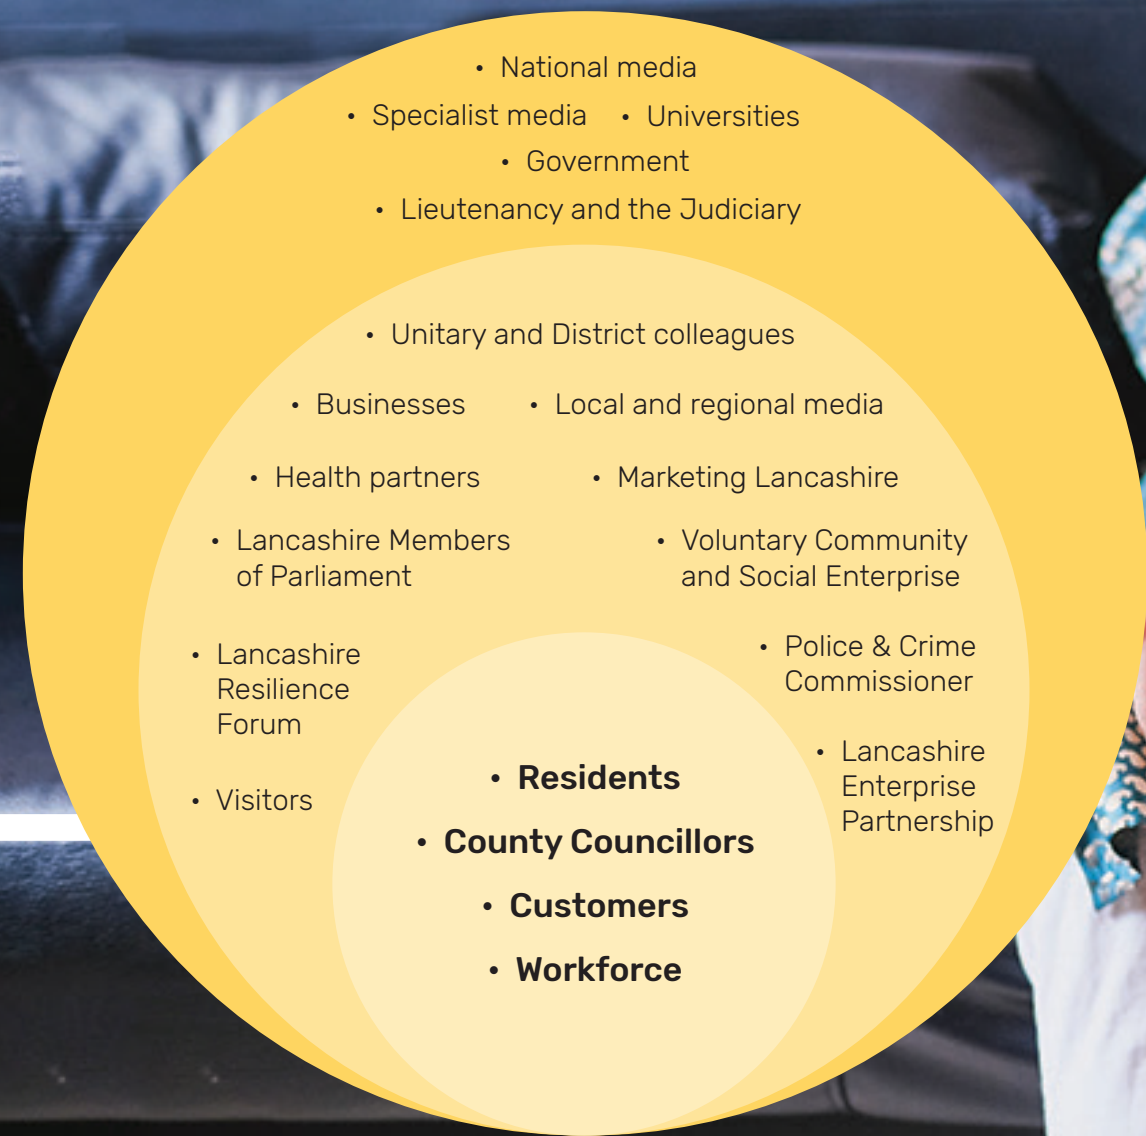 • National media
• Specialist media • Universities
• Government
• Lieutenancy and the Judiciary
• Unitary and District colleagues
• Businesses • Local and regional media
• Health partners • Marketing Lancashire
• Lancashire Members
of Parliament
• Voluntary Community
and Social Enterprise
• Lancashire
Resilience
Forum
• Police & Crime
Commissioner
• Visitors
• Lancashire
Enterprise
Partnership
• Residents
• County Councillors
• Customers
• Workforce